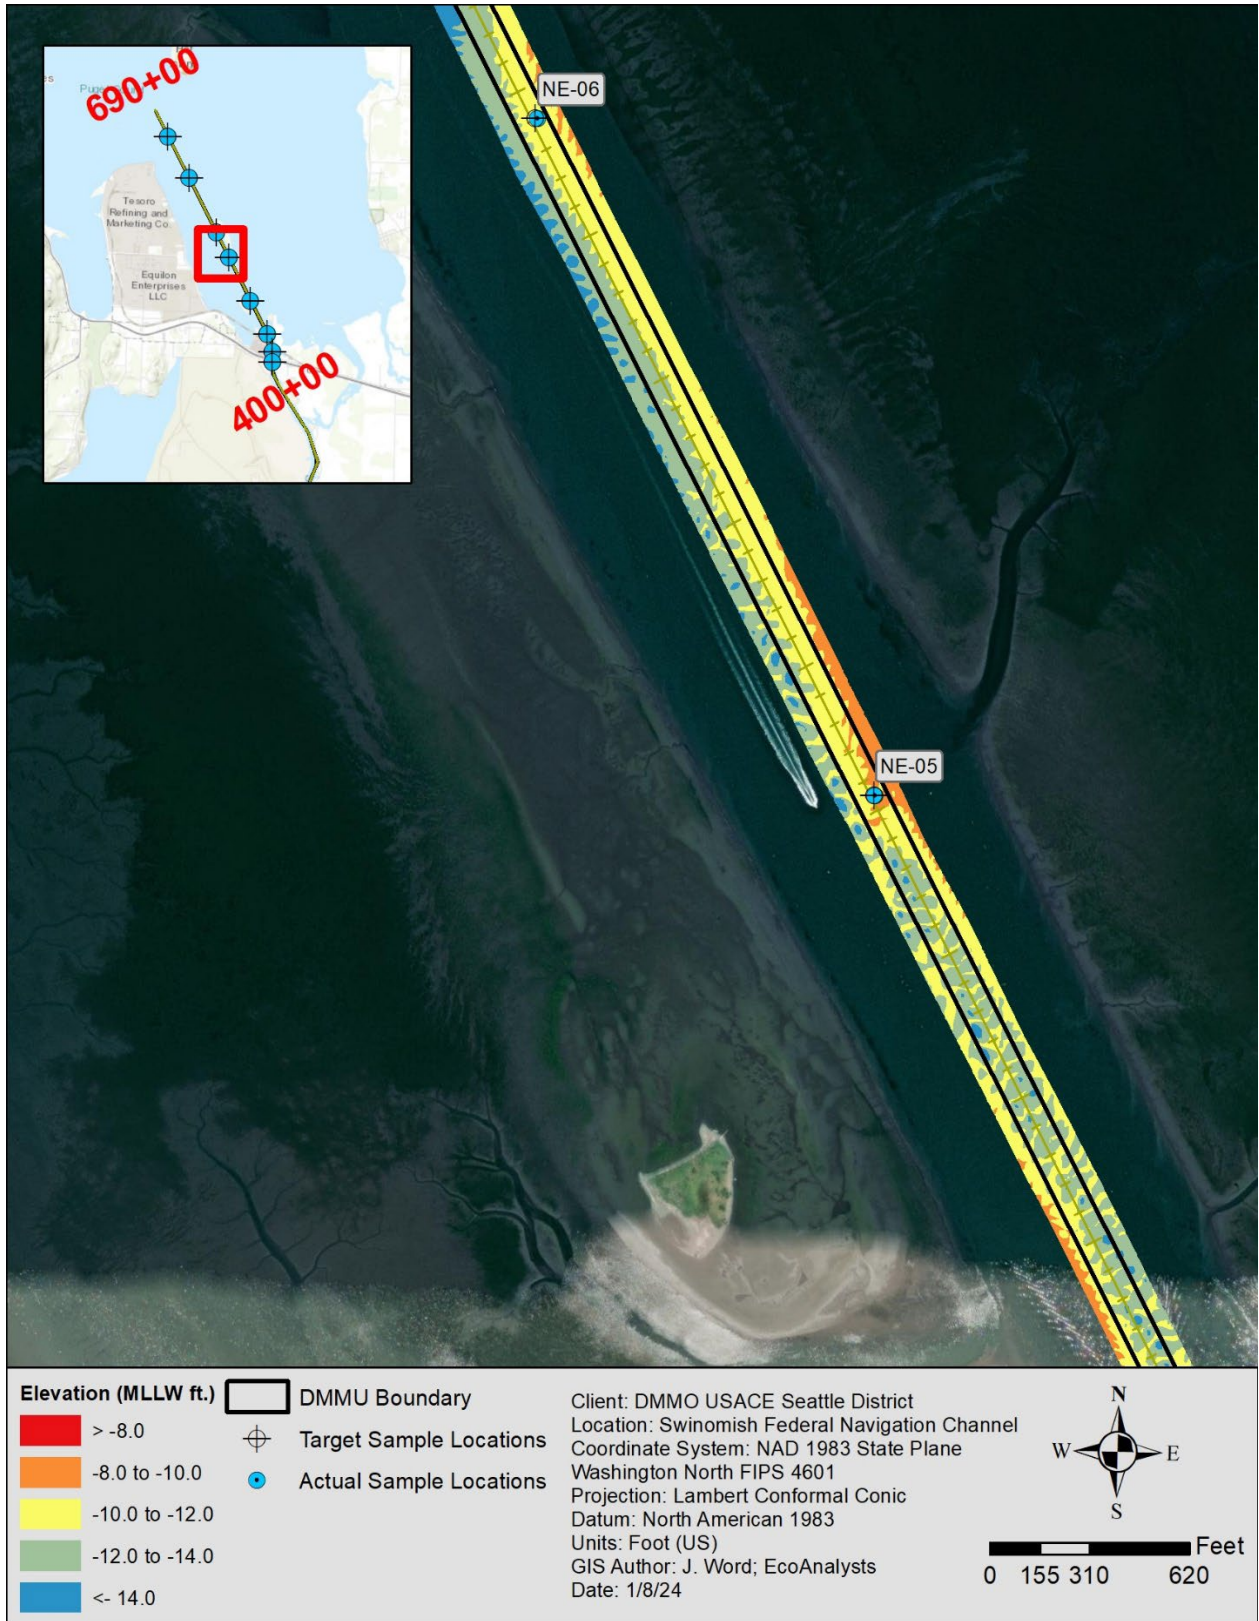 690+00
Puget Sound
Tesoro
Refining and
Marketing Co.
Equilon
Enterprises
LLC
400+00
NE-06
NE-05
Elevation (MLLW ft.)
> -8.0
-8.0 to -10.0
-10.0 to -12.0
-12.0 to -14.0
<- 14.0
DMMU Boundary
Target Sample Locations
Actual Sample Locations
Client: DMMO USACE Seattle District
Location: Swinomish Federal Navigation Channel
Coordinate System: NAD 1983 State Plane
Washington North FIPS 4601
Projection: Lambert Conformal Conic
Datum: North American 1983
Units: Foot (US)
GIS Author: J. Word; EcoAnalysts
Date: 1/8/24
N
W E
S
Feet
0 155 310 620